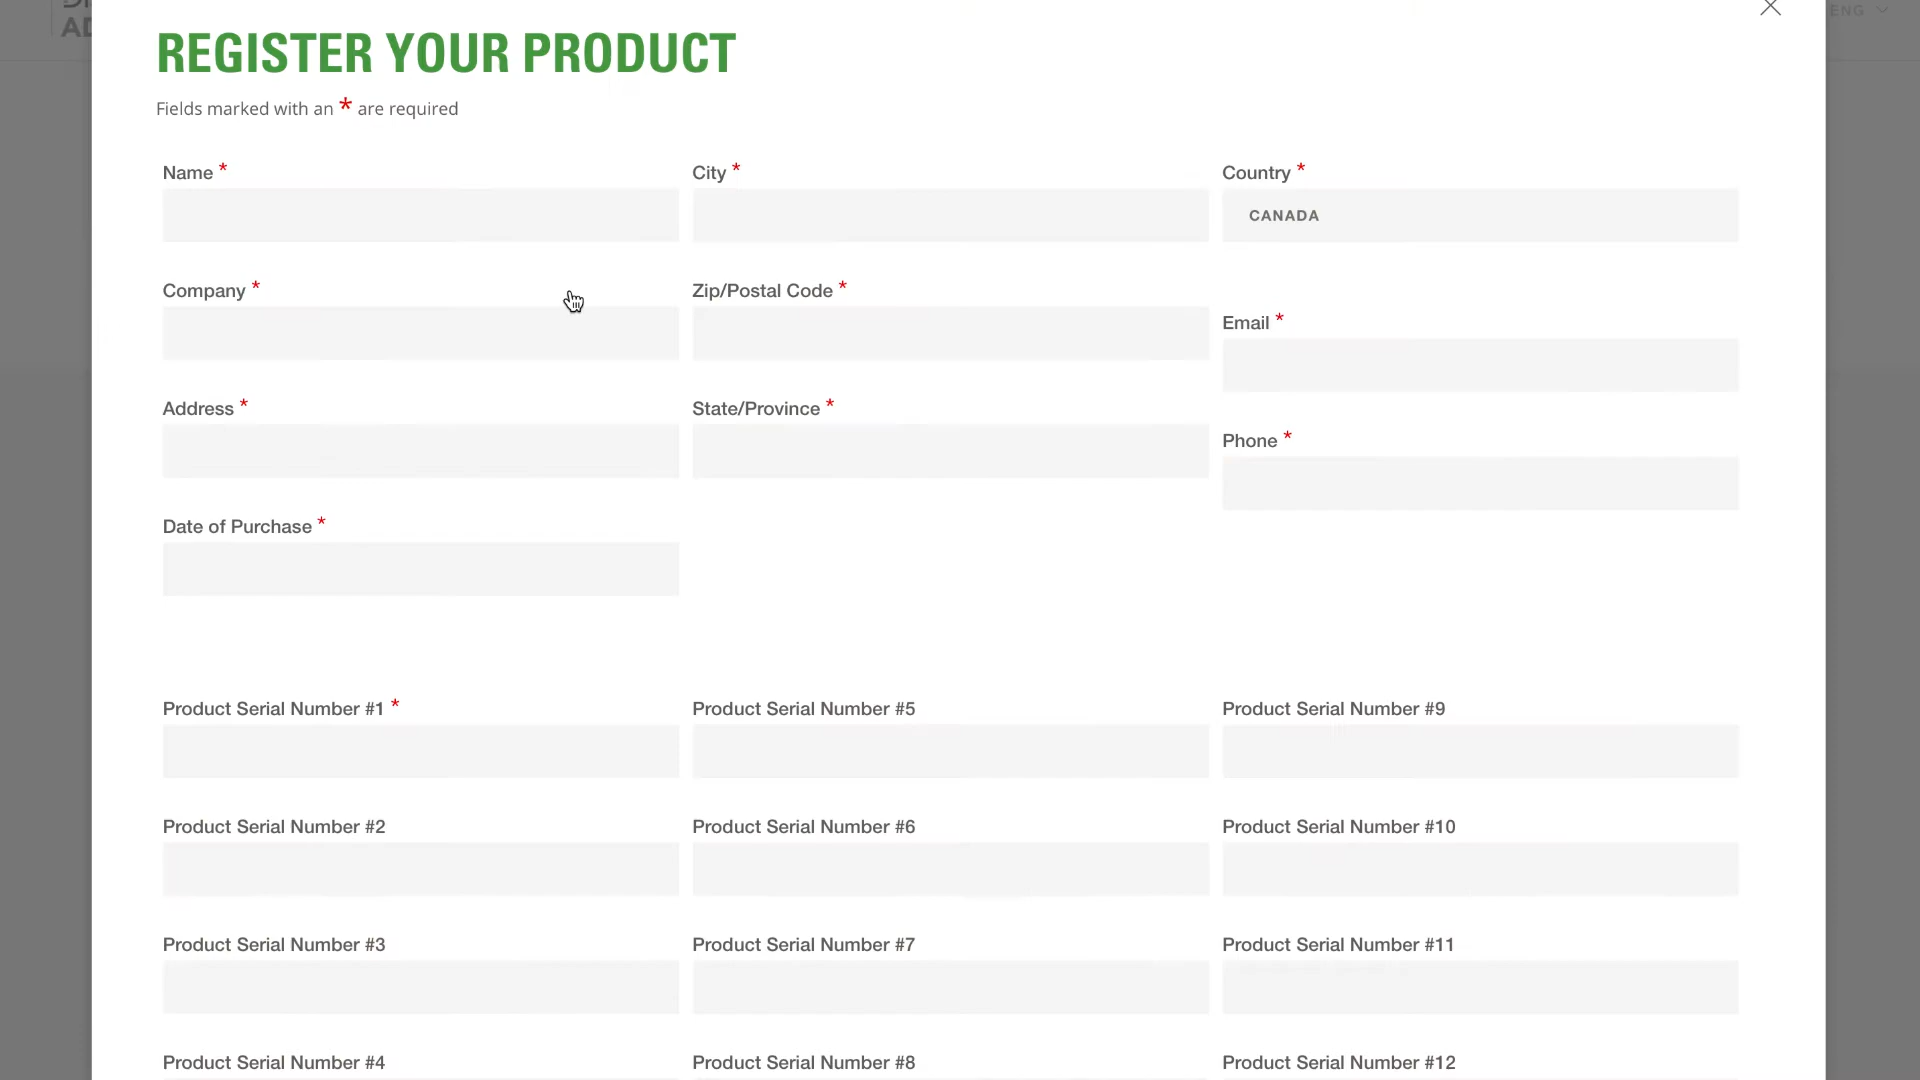 ENG
REGISTER YOUR PRODUCT
Fields marked with an * are required
Name *
City *
Country *
CANADA
Company *
Zip/Postal Code *
Email *
Address *
State/Province *
Phone *
Date of Purchase *
Product Serial Number #1 *
Product Serial Number #5
Product Serial Number #9
Product Serial Number #2
Product Serial Number #6
Product Serial Number #10
Product Serial Number #3
Product Serial Number #7
Product Serial Number #11
Product Serial Number #4
Product Serial Number #8
Product Serial Number #12